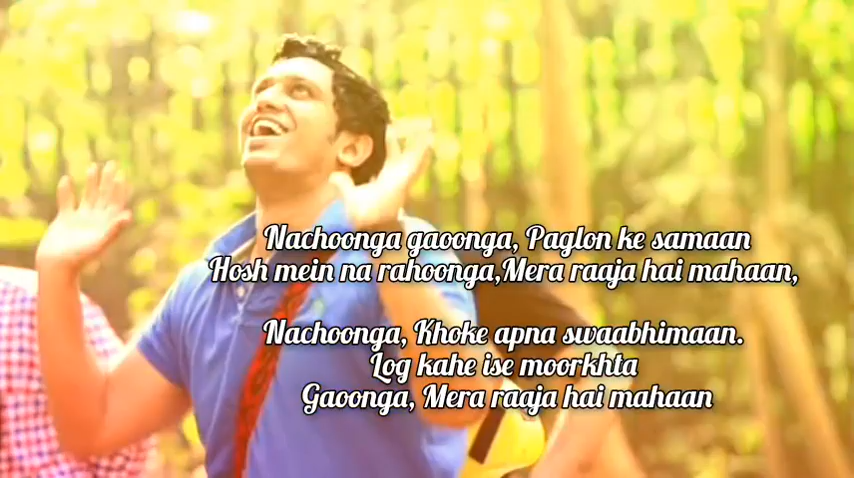 Nachoonga gaoonga, Paglon ke samaan
Hosh mein na rahoonga,Mera raaja hai mahaan,
Nachoonga, Khoke apna swaabhimaan.
Log kahe ise moorkhta
Gaoonga, Mera raaja hai mahaan